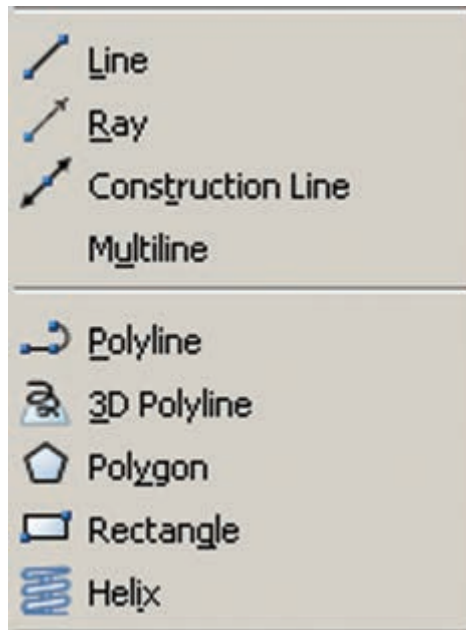 Line
Ray
Construction Line
Multiline
Polyline
3D Polyline
Polygon
Rectangle
Helix